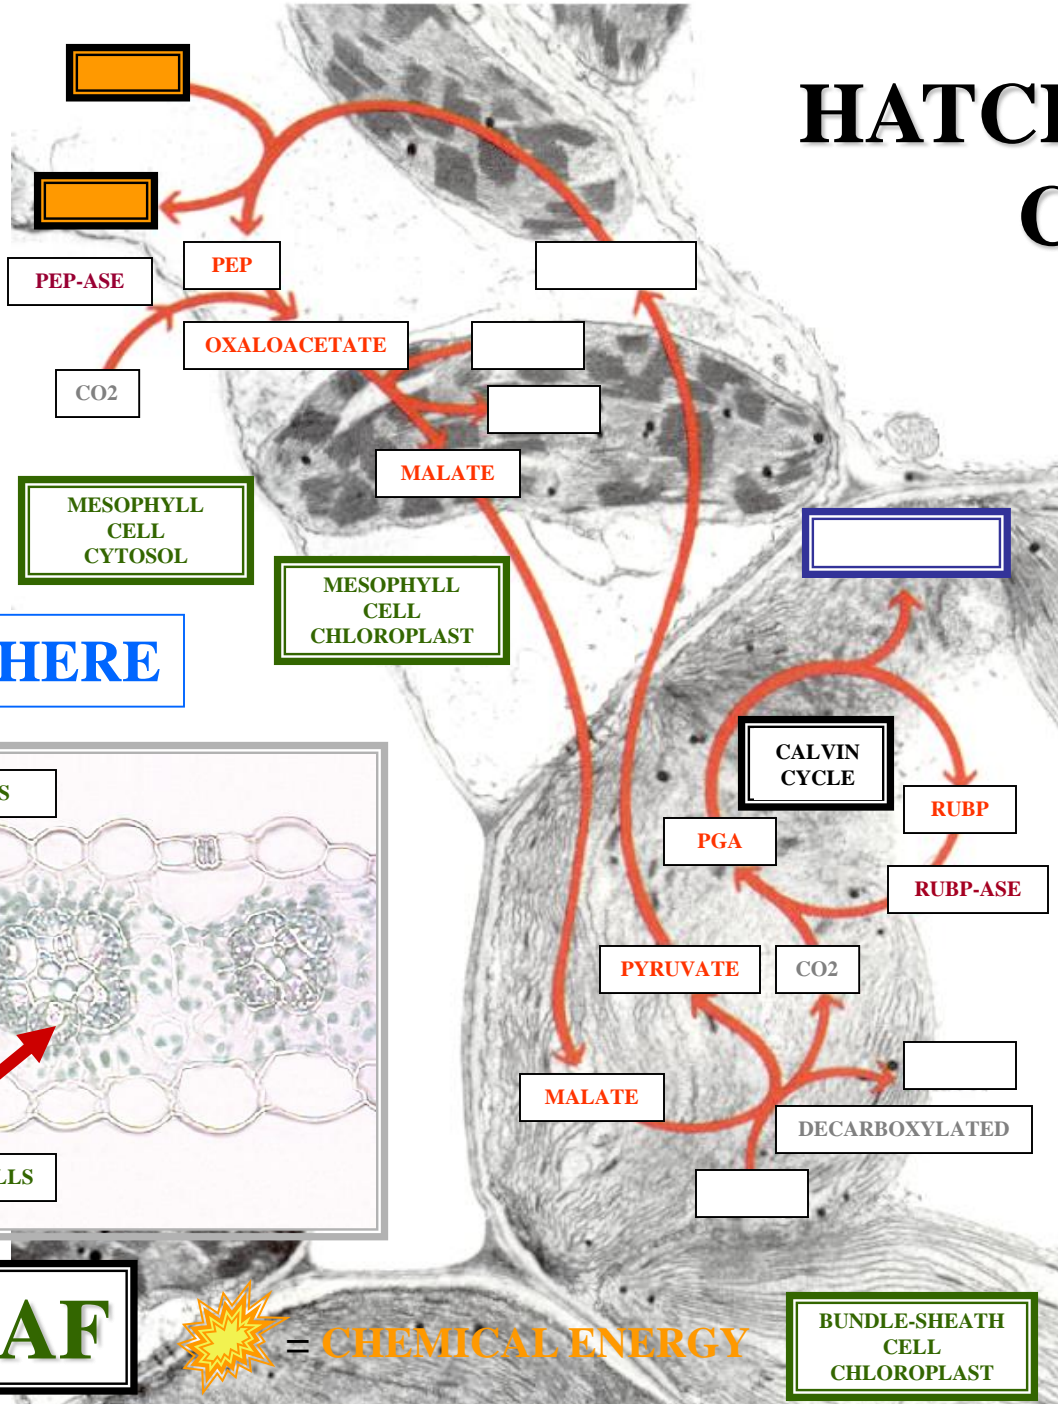 HATC
C
PEP-ASE
PEP
OXALOACETATE
CO2
MALATE
MESOPHYLL
CELL
CYTOSOL
MESOPHYLL
CELL
CHLOROPLAST
HERE
S
CALVIN
CYCLE
RUBP
PGA
RUBP-ASE
PYRUVATE
CO2
MALATE
DECARBOXYLATED
LLS
AF
= CHEMICAL ENERGY
BUNDLE-SHEATH
CELL
CHLOROPLAST